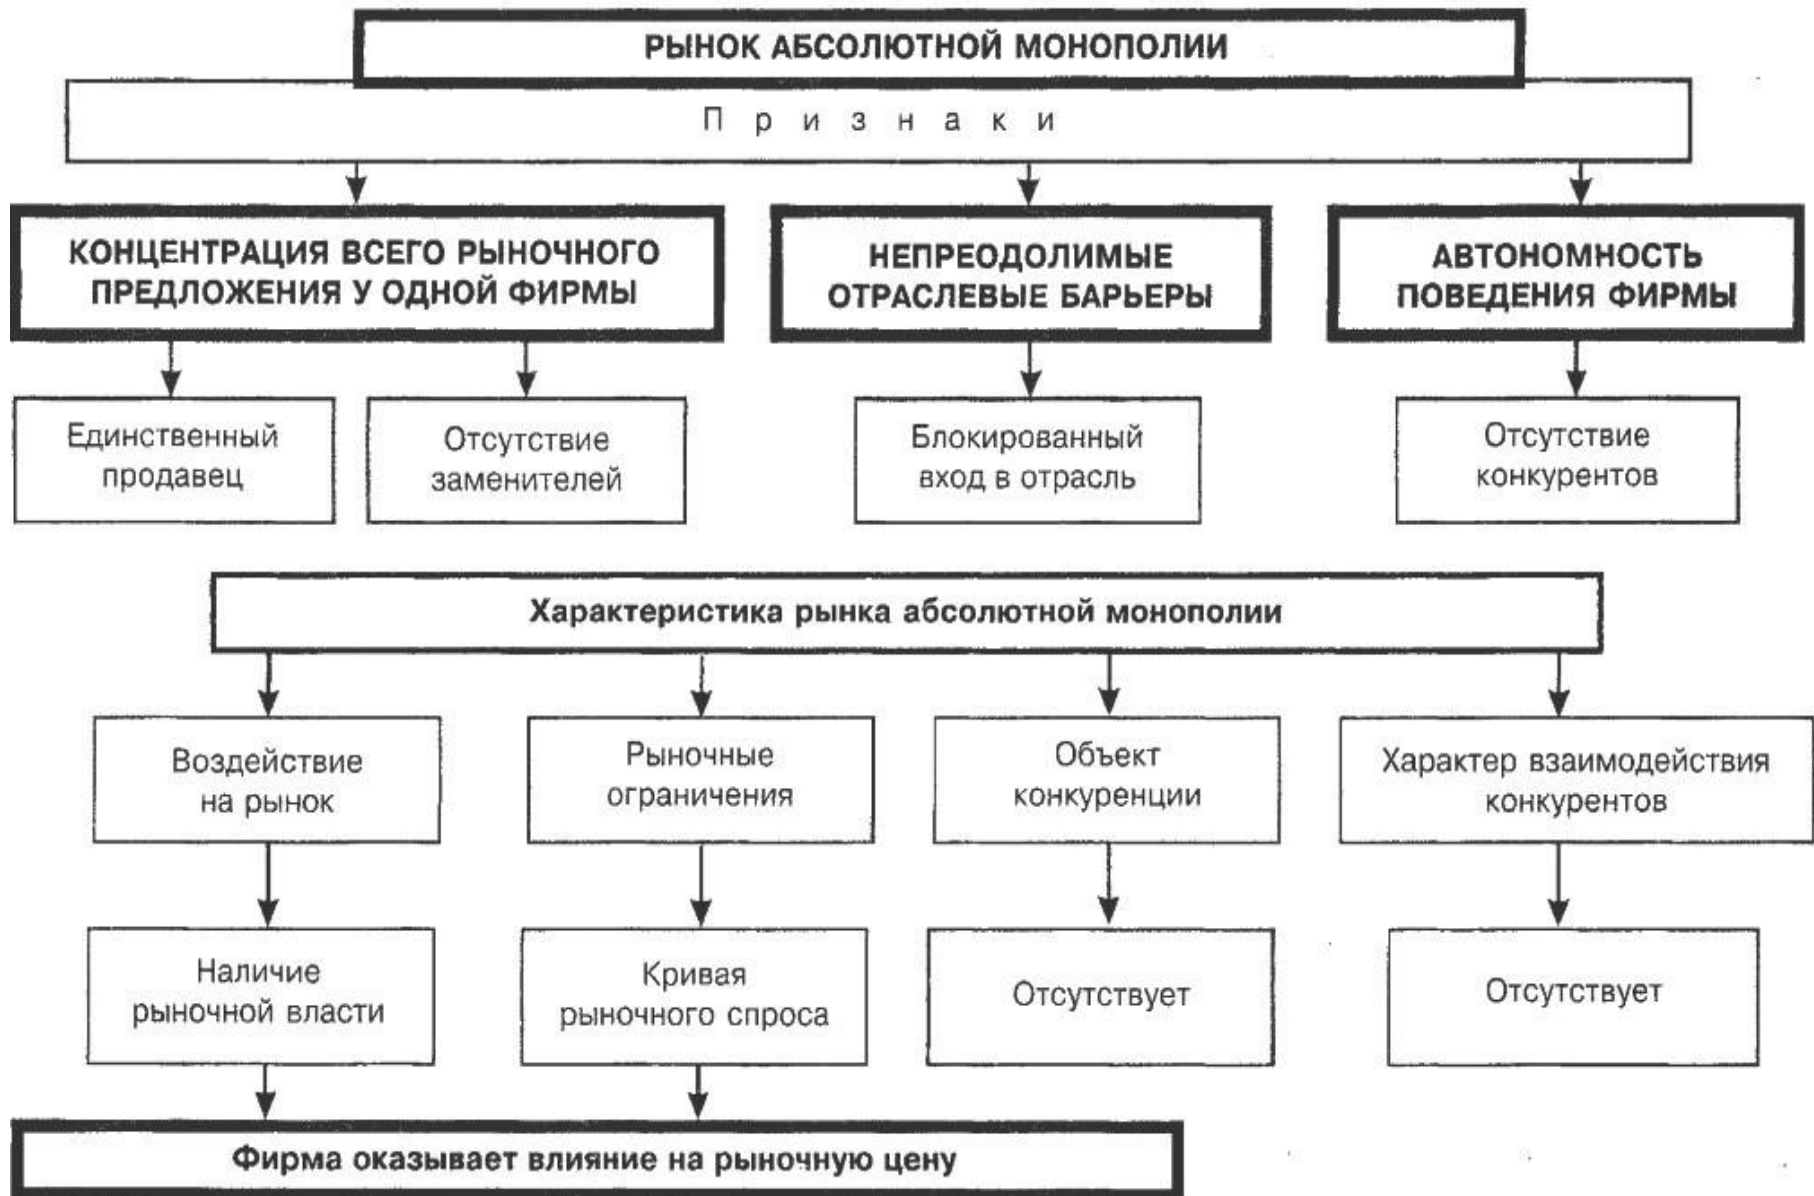 РЫНОК АБСОЛЮТНОЙ МОНОПОЛИИ
Признаки
КОНЦЕНТРАЦИЯ ВСЕГО РЫНОЧНОГО
ПРЕДЛОЖЕНИЯ У ОДНОЙ ФИРМЫ
НЕПРЕОДОЛИМЫЕ
ОТРАСЛЕВЫЕ БАРЬЕРЫ
АВТОНОМНОСТЬ
ПОВЕДЕНИЯ ФИРМЫ
Единственный
продавец
Отсутствие
заменителей
Блокированный
вход в отрасль
Отсутствие
конкурентов
Характеристика рынка абсолютной монополии
Воздействие
на рынок
Рыночные
ограничения
Объект
конкуренции
Характер взаимодействия
конкурентов
Наличие
рыночной власти
Кривая
рыночного спроса
Отсутствует
Отсутствует
Фирма оказывает влияние на рыночную цену